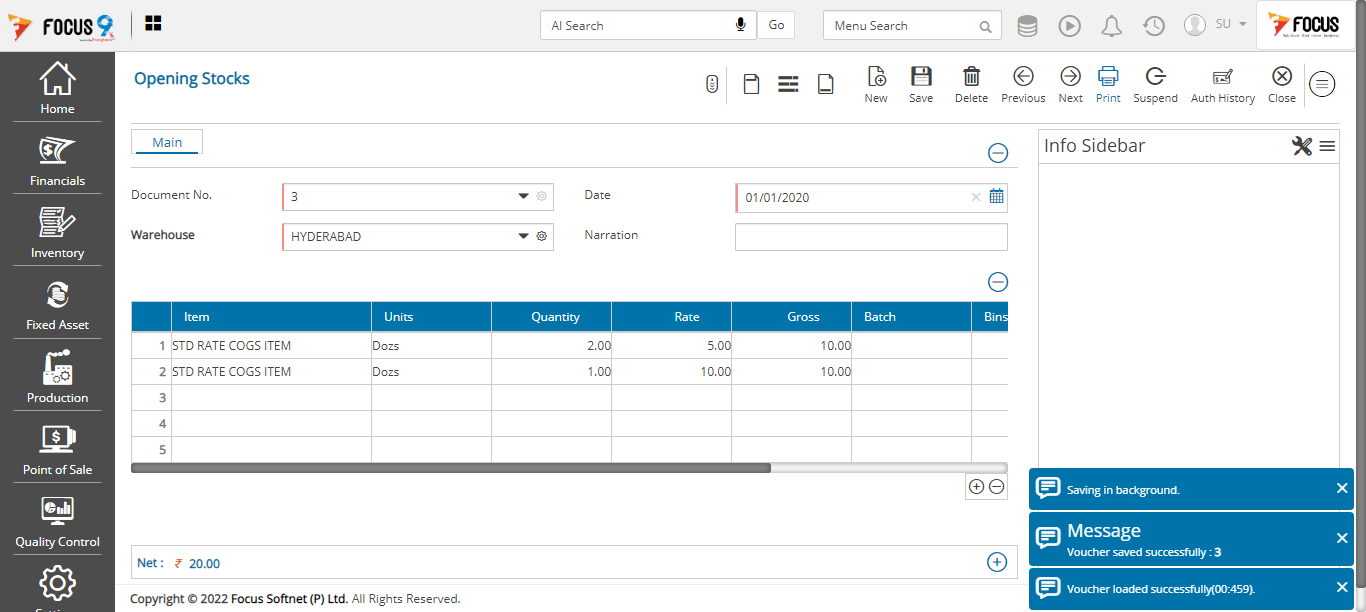 FOCUS 9
AI Search
Go
Menu Search
SU
FOCUS
Home
Financials
Inventory
Fixed Asset
Production
Point of Sale
Quality Control
Opening Stocks
New
Save
Delete
Previous
Next
Print
Suspend
Auth History
Close
Main
Info Sidebar
Document No.
3
Date
01/01/2020
Warehouse
HYDERABAD
Narration
Item Units Quantity Rate Gross Batch Bins
1 STD RATE COGS ITEM Dozs 2.00 5.00 10.00
2 STD RATE COGS ITEM Dozs 1.00 10.00 10.00
3
4
5
Net : ₹ 20.00
Saving in background.
Message
Voucher saved successfully : 3
Voucher loaded successfully(00:459).
Copyright © 2022 Focus Softnet (P) Ltd. All Rights Reserved.